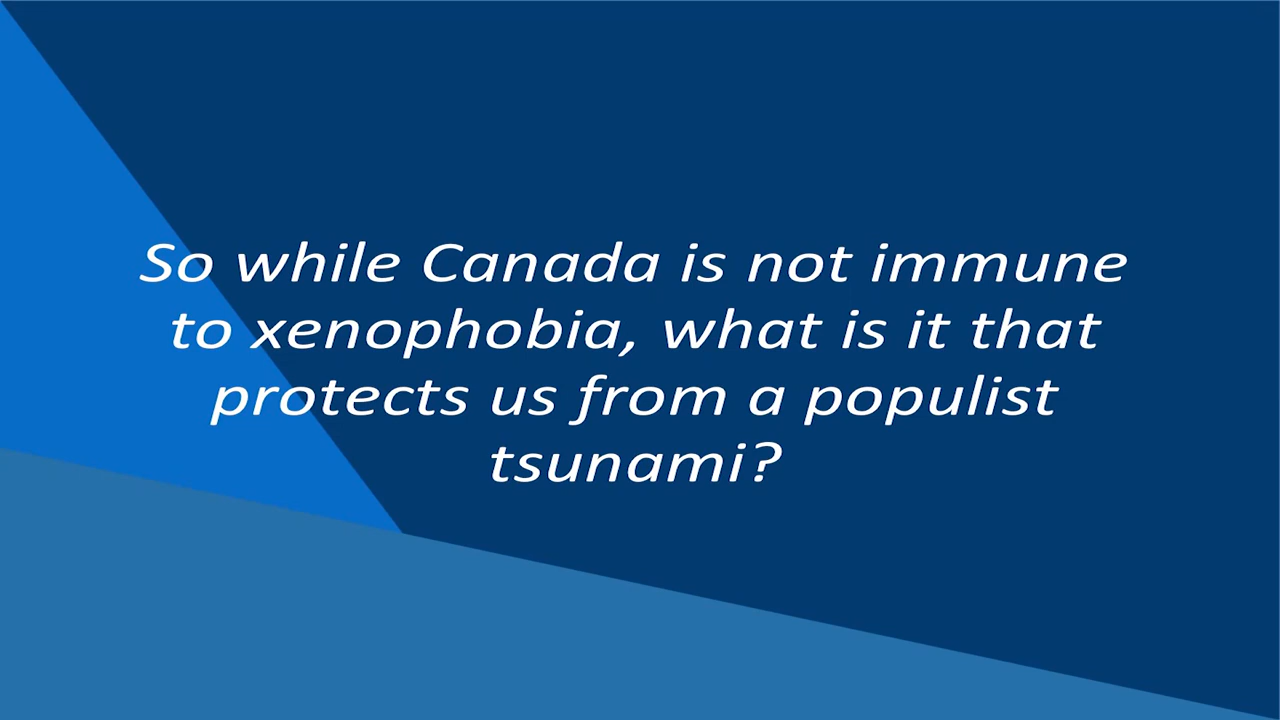 So while Canada is not immune
to xenophobia, what is it that
protects us from a populist
tsunami?